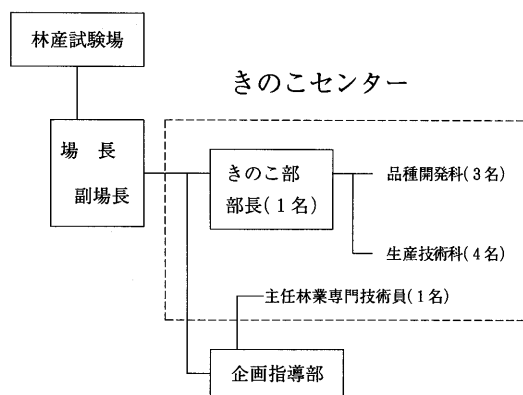 林産試験場
きのこセンター
場　長
副場長
きのこ部
部長(１名)
品種開発科(３名)
生産技術科(４名)
主任林業専門技術員(１名)
企画指導部